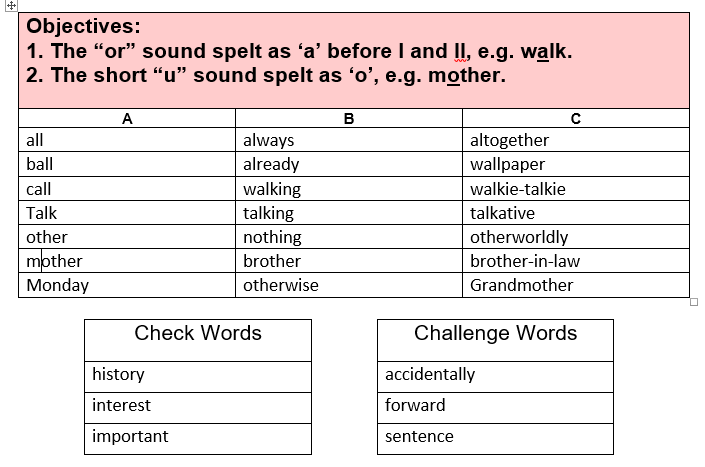 Objectives:
1. The “or” sound spelt as ‘a’ before l and ll, e.g. walk.
2. The short “u” sound spelt as ‘o’, e.g. mother.
A B C
all always altogether
ball already wallpaper
call walking walkie-talkie
Talk talking talkative
other nothing otherworldly
mother brother brother-in-law
Monday otherwise Grandmother
Check Words Challenge Words
history accidentally
interest forward
important sentence